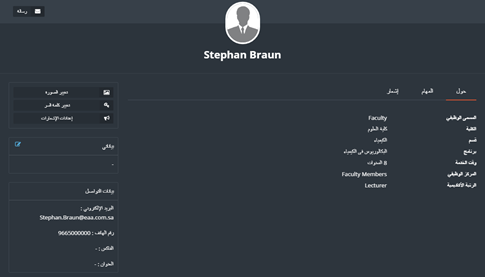 رسالة
Stephan Braun
حول
المهام
إشعار
المسمى الوظيفي
Faculty
الكلية
كلية العلوم
قسم
الكيمياء
برنامج
البكالوريوس في الكيمياء
وقت الخدمة
8 السنوات
المركز الوظيفي
Faculty Members
الرتبة الأكاديمية
Lecturer
تغيير الصورة
تغيير كلمة السر
إعدادات الإشعارات
بياناتي
-
بيانات التواصل
البريد الإلكتروني :
Stephan.Braun@eaa.com.sa
رقم الهاتف : 9665000000
الفاكس : -
العنوان : -